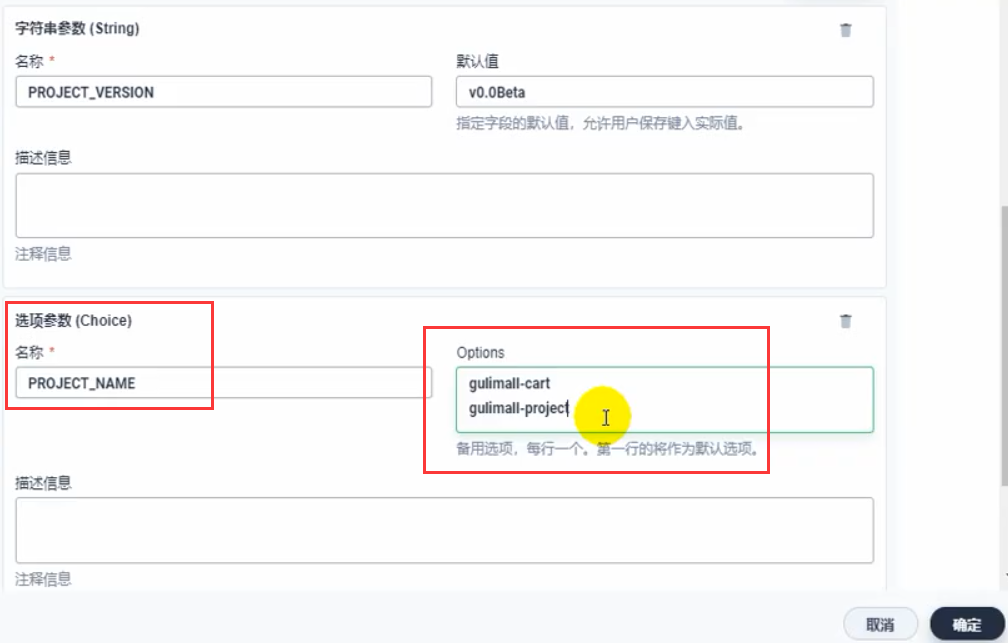 字符串参数 (String)
名称 *
默认值
PROJECT_VERSION
v0.0Beta
指定字段的默认值，允许用户保存键入实际值。
描述信息
注释信息
选项参数 (Choice)
名称 *
Options
PROJECT_NAME
gulimall-cart
gulimall-project
备用选项，每行一个。第一行的将作为默认选项。
描述信息
注释信息
取消
确定